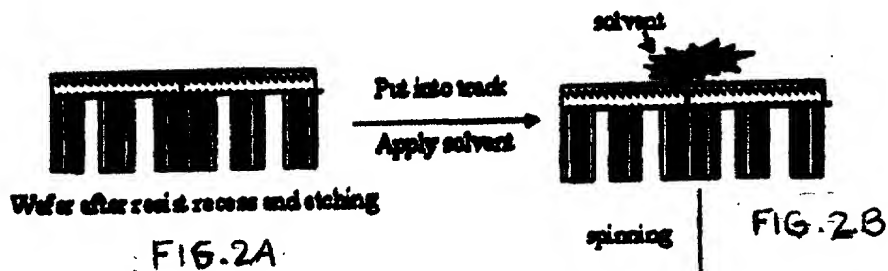 solvent
Put into track
Apply solvent
Wafer after resist recess and etching
FIG.2A
spinning
FIG.2B